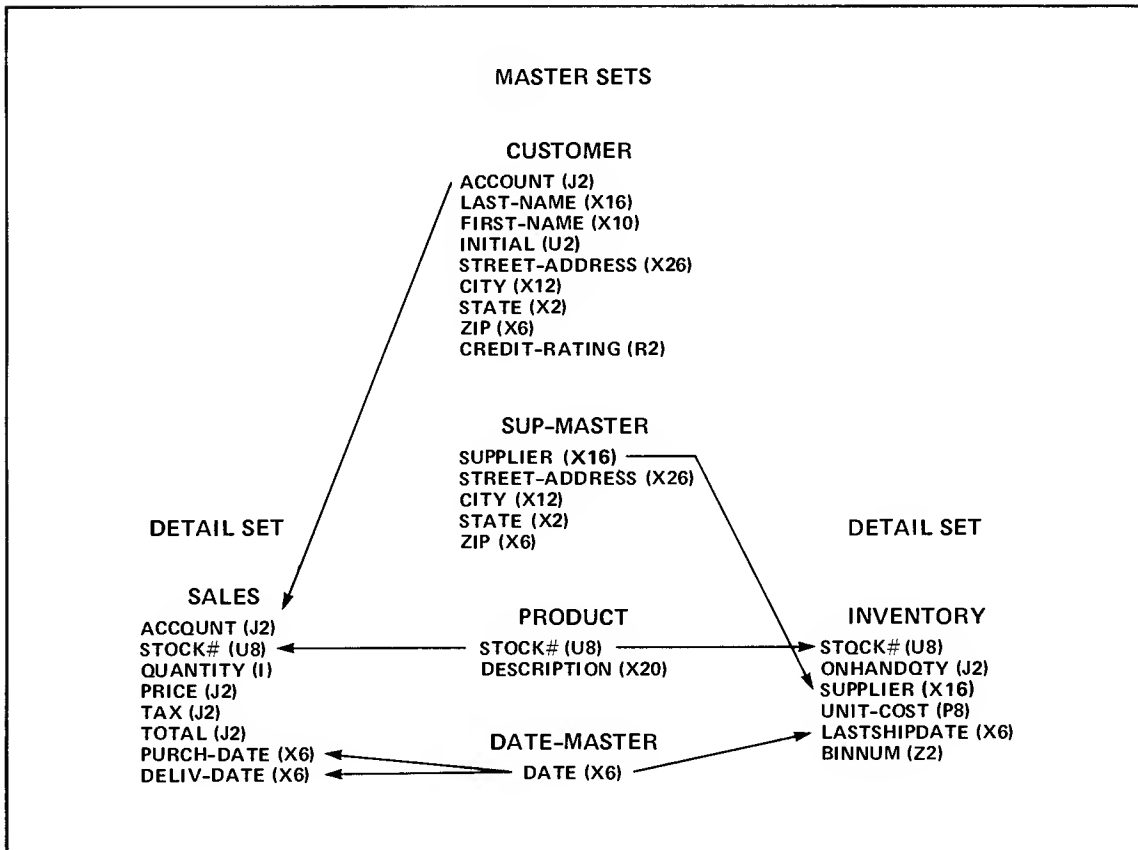 MASTER SETS
CUSTOMER
ACCOUNT (J2)
LAST-NAME (X16)
FIRST-NAME (X10)
INITIAL (U2)
STREET-ADDRESS (X26)
CITY (X12)
STATE (X2)
ZIP (X6)
CREDIT-RATING (R2)
SUP-MASTER
SUPPLIER (X16)
STREET-ADDRESS (X26)
CITY (X12)
STATE (X2)
ZIP (X6)
DETAIL SET
SALES
ACCOUNT (J2)
STOCK# (U8)
QUANTITY (I)
PRICE (J2)
TAX (J2)
TOTAL (J2)
PURCH-DATE (X6)
DELIV-DATE (X6)
PRODUCT
STOCK# (U8)
DESCRIPTION (X20)
DATE-MASTER
DATE (X6)
DETAIL SET
INVENTORY
STOCK# (U8)
ONHANDQTY (J2)
SUPPLIER (X16)
UNIT-COST (P8)
LASTSHIPDATE (X6)
BINNUM (Z2)